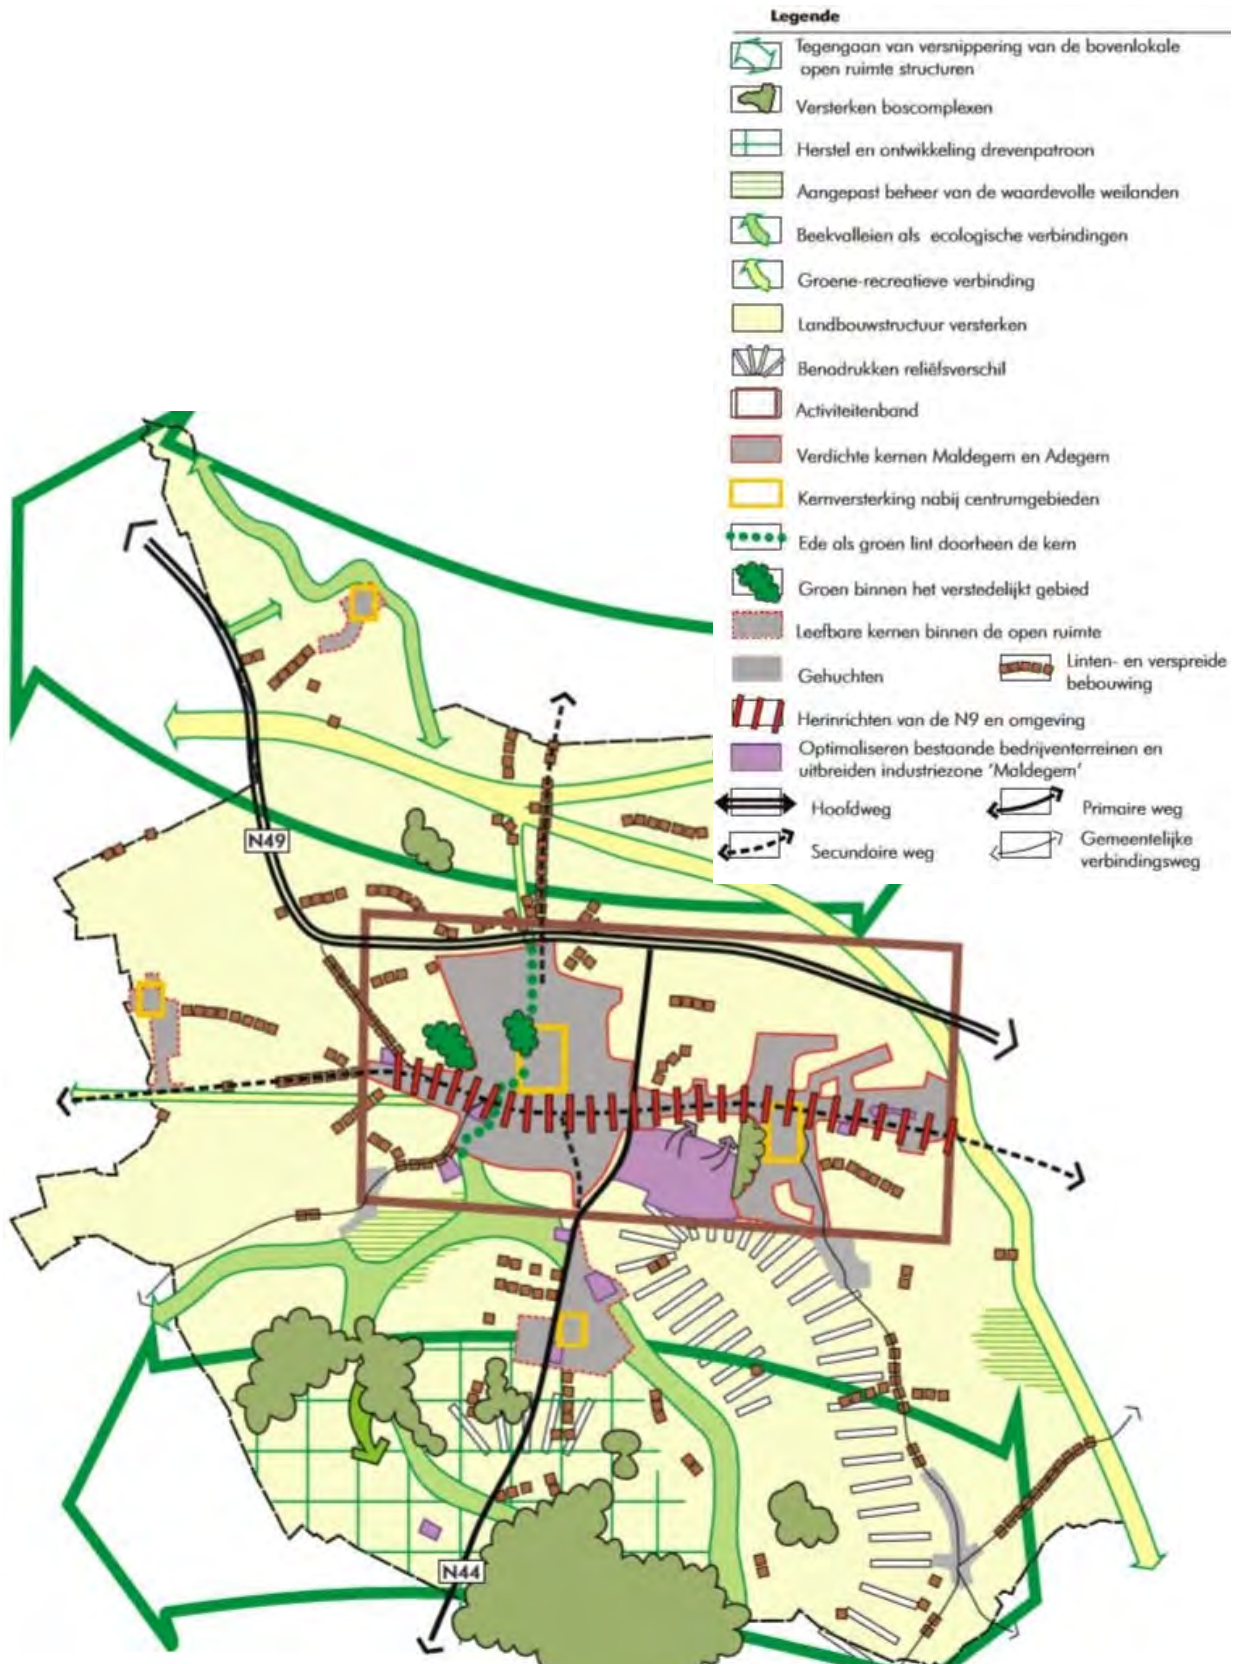 Legende
Tegengaan van versnippering van de bovenlokale
open ruimte structuren
Versterken boscomplexen
Herstel en ontwikkeling drevenpatroon
Aangepast beheer van de waardevolle weilanden
Beekvalleien als ecologische verbindingen
Groene-recreatieve verbinding
Landbouwstructuur versterken
Benadrukken reliëfsverschil
Activiteitenband
Verdichte kernen Maldegem en Adegem
Kernversterking nabij centrumgebieden
Ede als groen lint doorheen de kern
Groen binnen het verstedelijkt gebied
Leefbare kernen binnen de open ruimte
Gehuchten
Linten- en verspreide
bebouwing
Herinrichten van de N9 en omgeving
Optimaliseren bestaande bedrijventerreinen en
uitbreiden industriezone 'Maldegem'
Hoofdweg
Primaire weg
Secundaire weg
Gemeentelijke
verbindingsweg
N49
N44